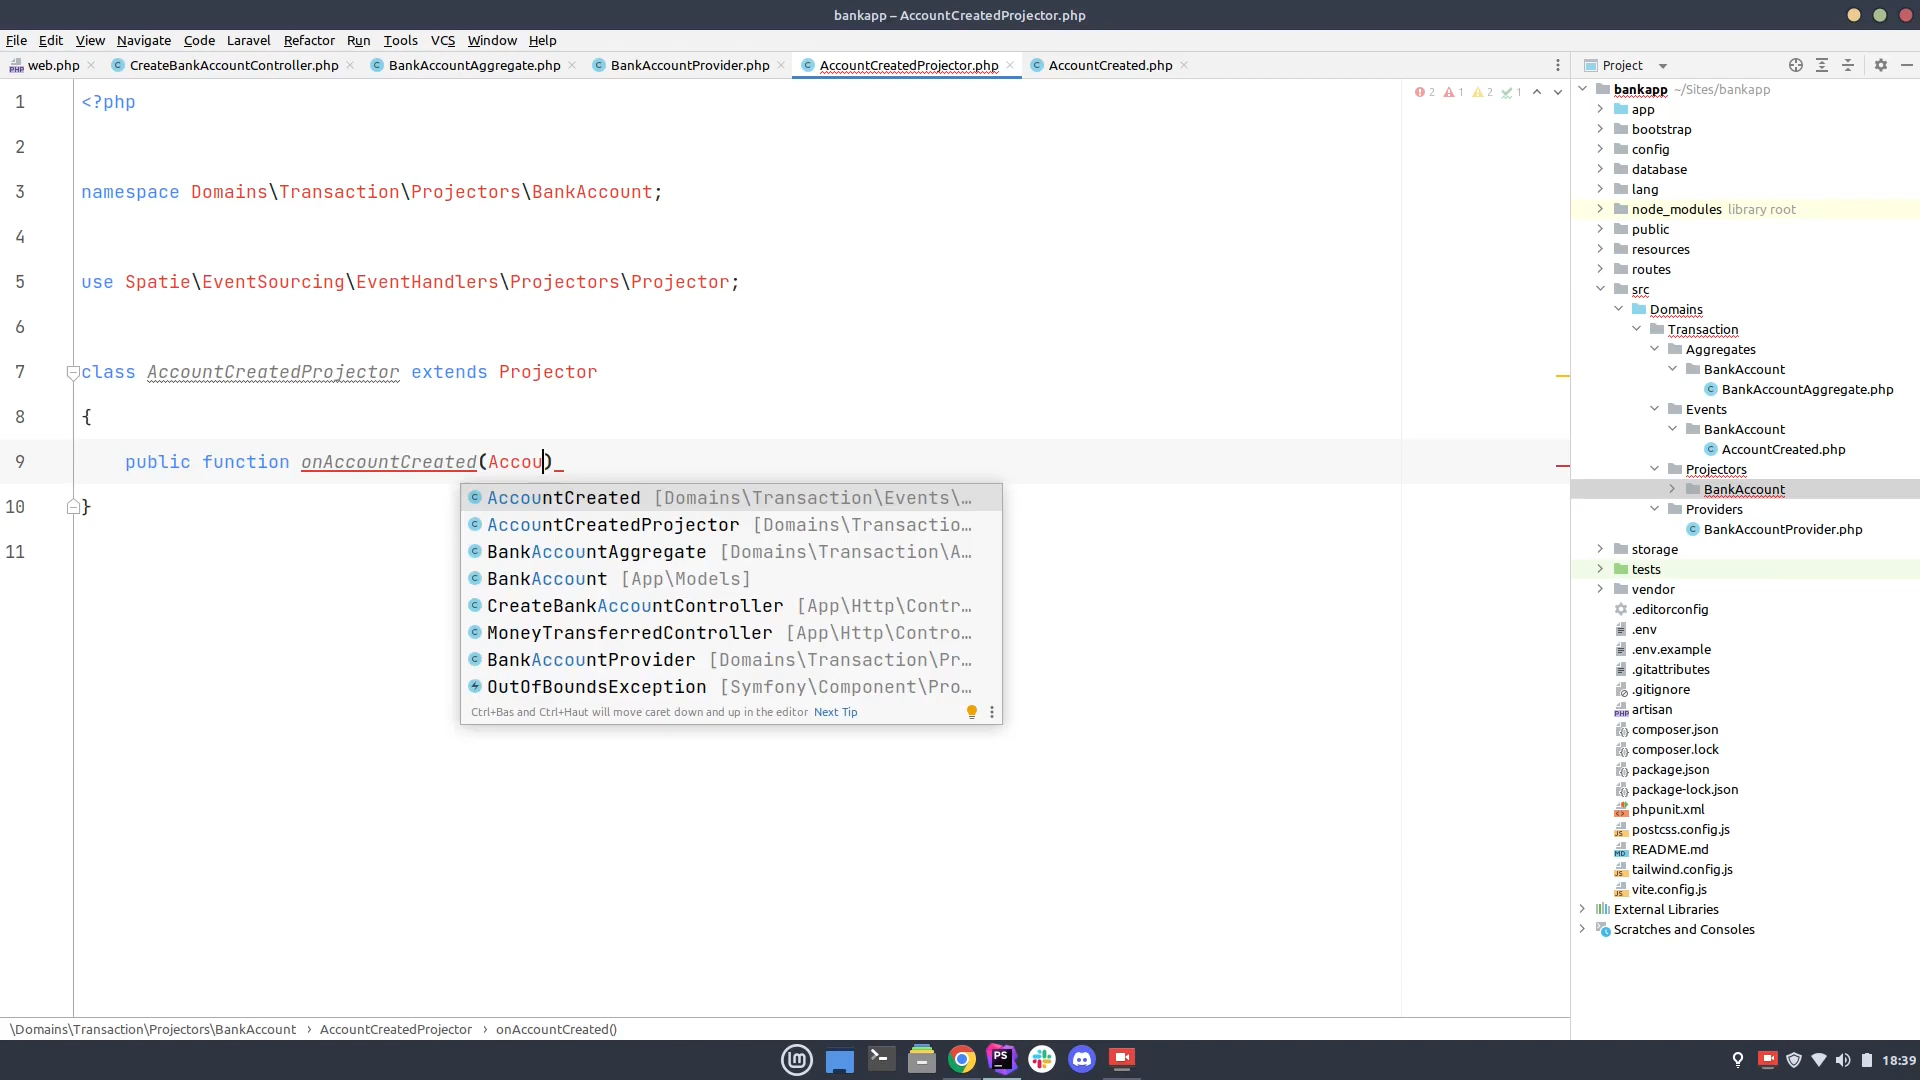 bankapp – AccountCreatedProjector.php
File Edit View Navigate Code Laravel Refactor Run Tools VCS Window Help
web.php CreateBankAccountController.php BankAccountAggregate.php BankAccountProvider.php AccountCreatedProjector.php AccountCreated.php
Project
2 1 2 1
1 <?php
2
3 namespace Domains\Transaction\Projectors\BankAccount;
4
5 use Spatie\EventSourcing\EventHandlers\Projectors\Projector;
6
7 class AccountCreatedProjector extends Projector
8 {
9 public function onAccountCreated(Accou)
10 }
11
AccountCreated [Domains\Transaction\Events\…
AccountCreatedProjector [Domains\Transactio…
BankAccountAggregate [Domains\Transaction\A…
BankAccount [App\Models]
CreateBankAccountController [App\Http\Contr…
MoneyTransferredController [App\Http\Contro…
BankAccountProvider [Domains\Transaction\Pr…
OutOfBoundsException [Symfony\Component\Pro…
Ctrl+Bas and Ctrl+Haut will move caret down and up in the editor Next Tip
bankapp ~/Sites/bankapp
app
bootstrap
config
database
lang
node_modules library root
public
resources
routes
src
Domains
Transaction
Aggregates
BankAccount
BankAccountAggregate.php
Events
BankAccount
AccountCreated.php
Projectors
BankAccount
Providers
BankAccountProvider.php
storage
tests
vendor
.editorconfig
.env
.env.example
.gitattributes
.gitignore
artisan
composer.json
composer.lock
package.json
package-lock.json
phpunit.xml
postcss.config.js
README.md
tailwind.config.js
vite.config.js
External Libraries
Scratches and Consoles
\Domains\Transaction\Projectors\BankAccount › AccountCreatedProjector › onAccountCreated()
PS
18:39